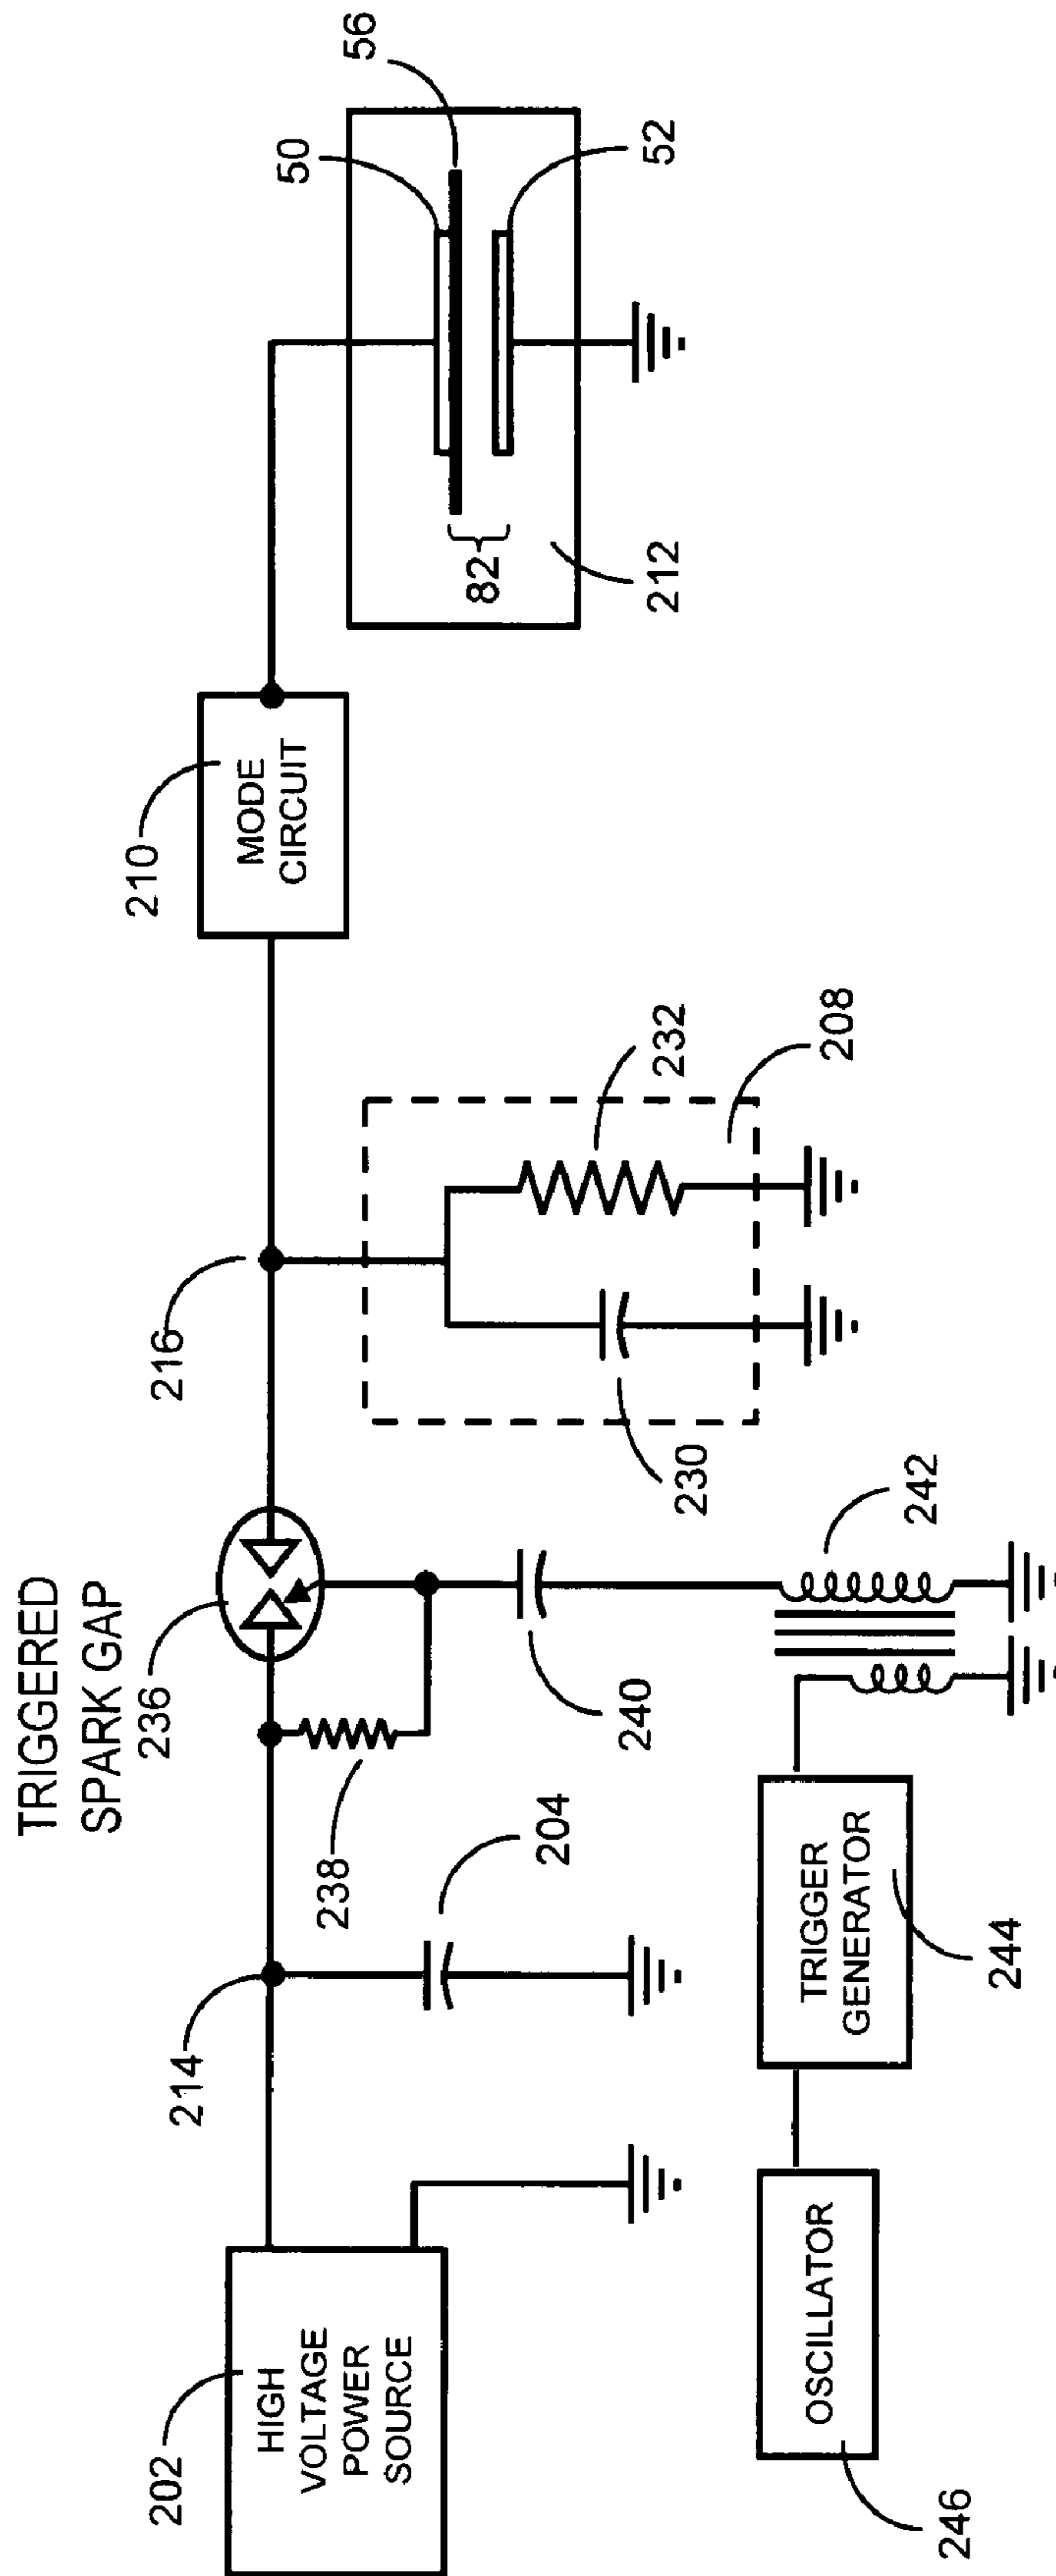 TRIGGERED
SPARK GAP
236
202
HIGH
VOLTAGE
POWER
SOURCE
214
204
238
240
242
216
230
232
208
210
MODE
CIRCUIT
50
56
52
82
212
246
OSCILLATOR
TRIGGER
GENERATOR
244